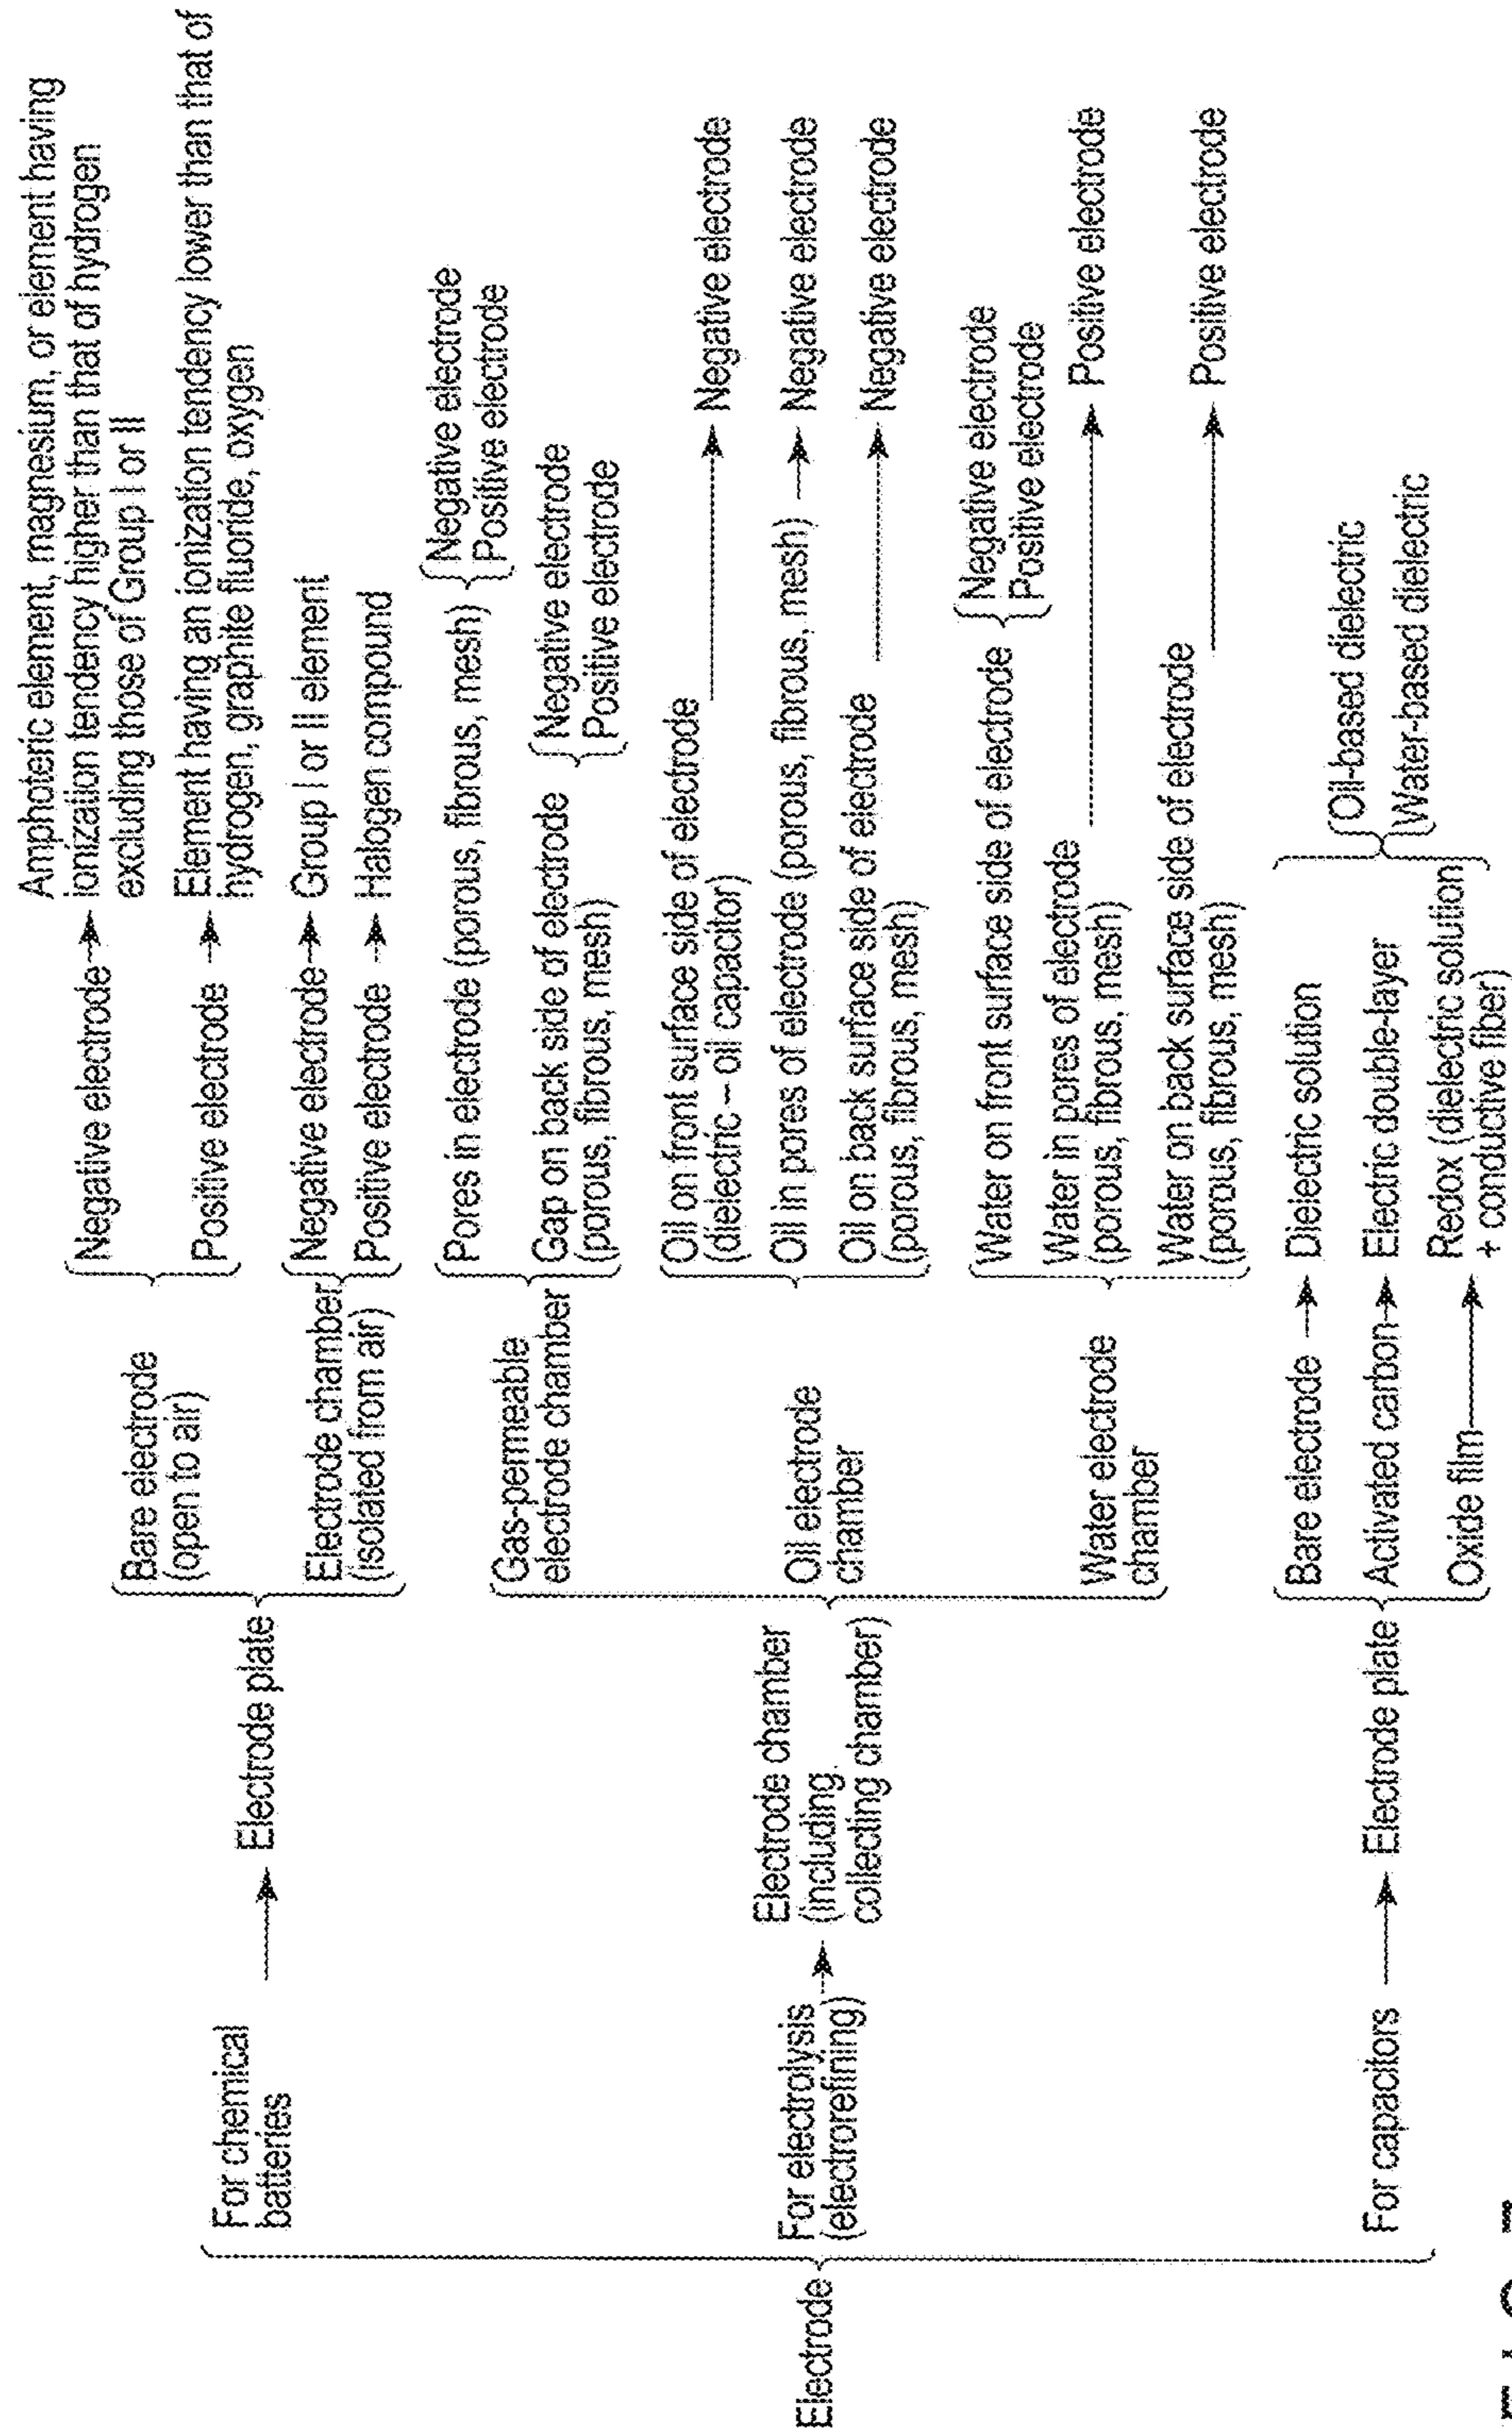 Electrode
For chemical
batteries
Electrode plate
Bare electrode
(open to air)
Negative electrode
Amphoteric element, magnesium, or element having
ionization tendency higher than that of hydrogen
excluding those of Group I or II
Positive electrode
Element having an ionization tendency lower than that of
hydrogen, graphite fluoride, oxygen
Electrode chamber
(isolated from air)
Negative electrode
Group I or II element
Positive electrode
Halogen compound
For electrolysis
(electrorefining)
Electrode chamber
(including
collecting chamber)
Gas-permeable
electrode chamber
Pores in electrode (porous, fibrous, mesh)
Negative electrode
Positive electrode
Gap on back side of electrode
(porous, fibrous, mesh)
Negative electrode
Positive electrode
Oil electrode
chamber
Oil on front surface side of electrode
(dielectric – oil capacitor)
Negative electrode
Oil in pores of electrode (porous, fibrous, mesh)
Negative electrode
Oil on back surface side of electrode
(porous, fibrous, mesh)
Negative electrode
Water electrode
chamber
Water on front surface side of electrode
Negative electrode
Positive electrode
Water in pores of electrode
(porous, fibrous, mesh)
Positive electrode
Water on back surface side of electrode
(porous, fibrous, mesh)
Positive electrode
For capacitors
Electrode plate
Bare electrode
Dielectric solution
Activated carbon
Electric double-layer
Oxide film
Redox (dielectric solution
+ conductive fiber)
Oil-based dielectric
Water-based dielectric